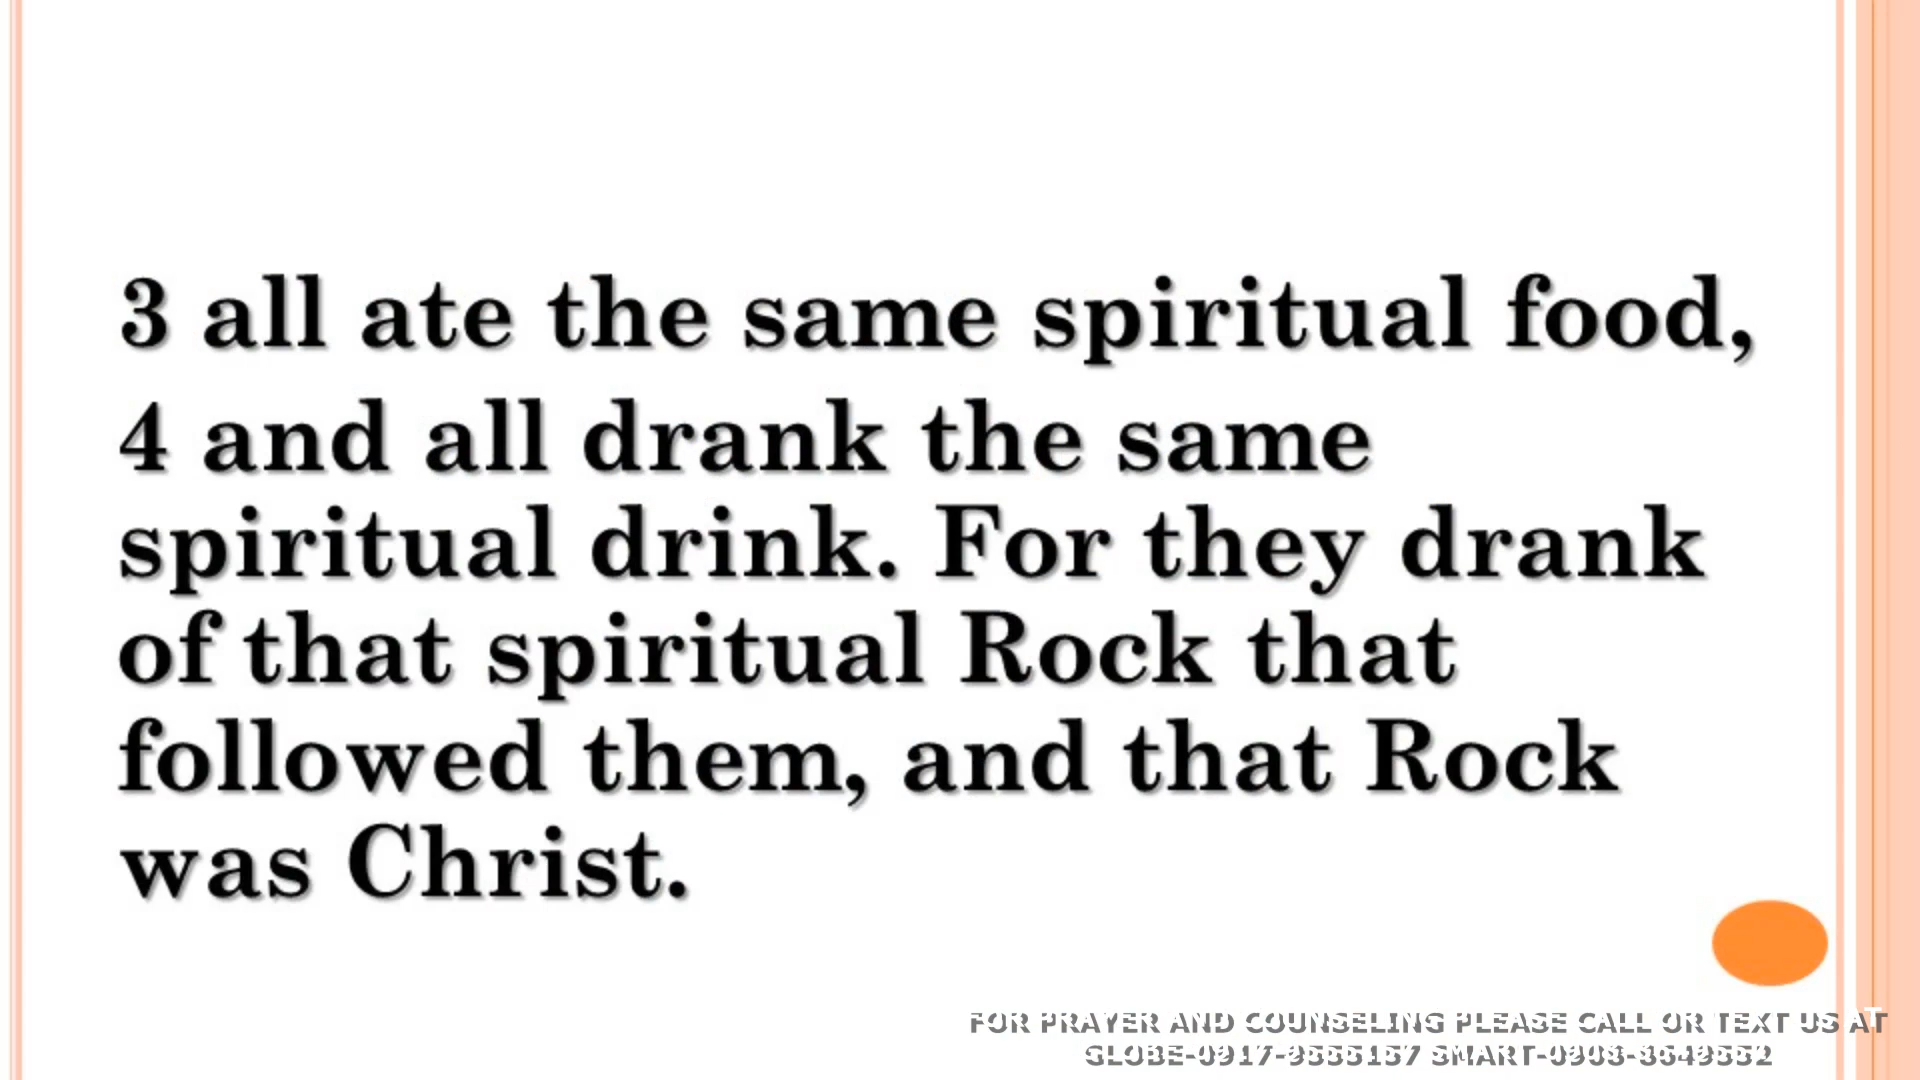 3 all ate the same spiritual food,
4 and all drank the same
spiritual drink. For they drank
of that spiritual Rock that
followed them, and that Rock
was Christ.
FOR PRAYER AND COUNSELING PLEASE CALL OR TEXT US AT
GLOBE- SMART-